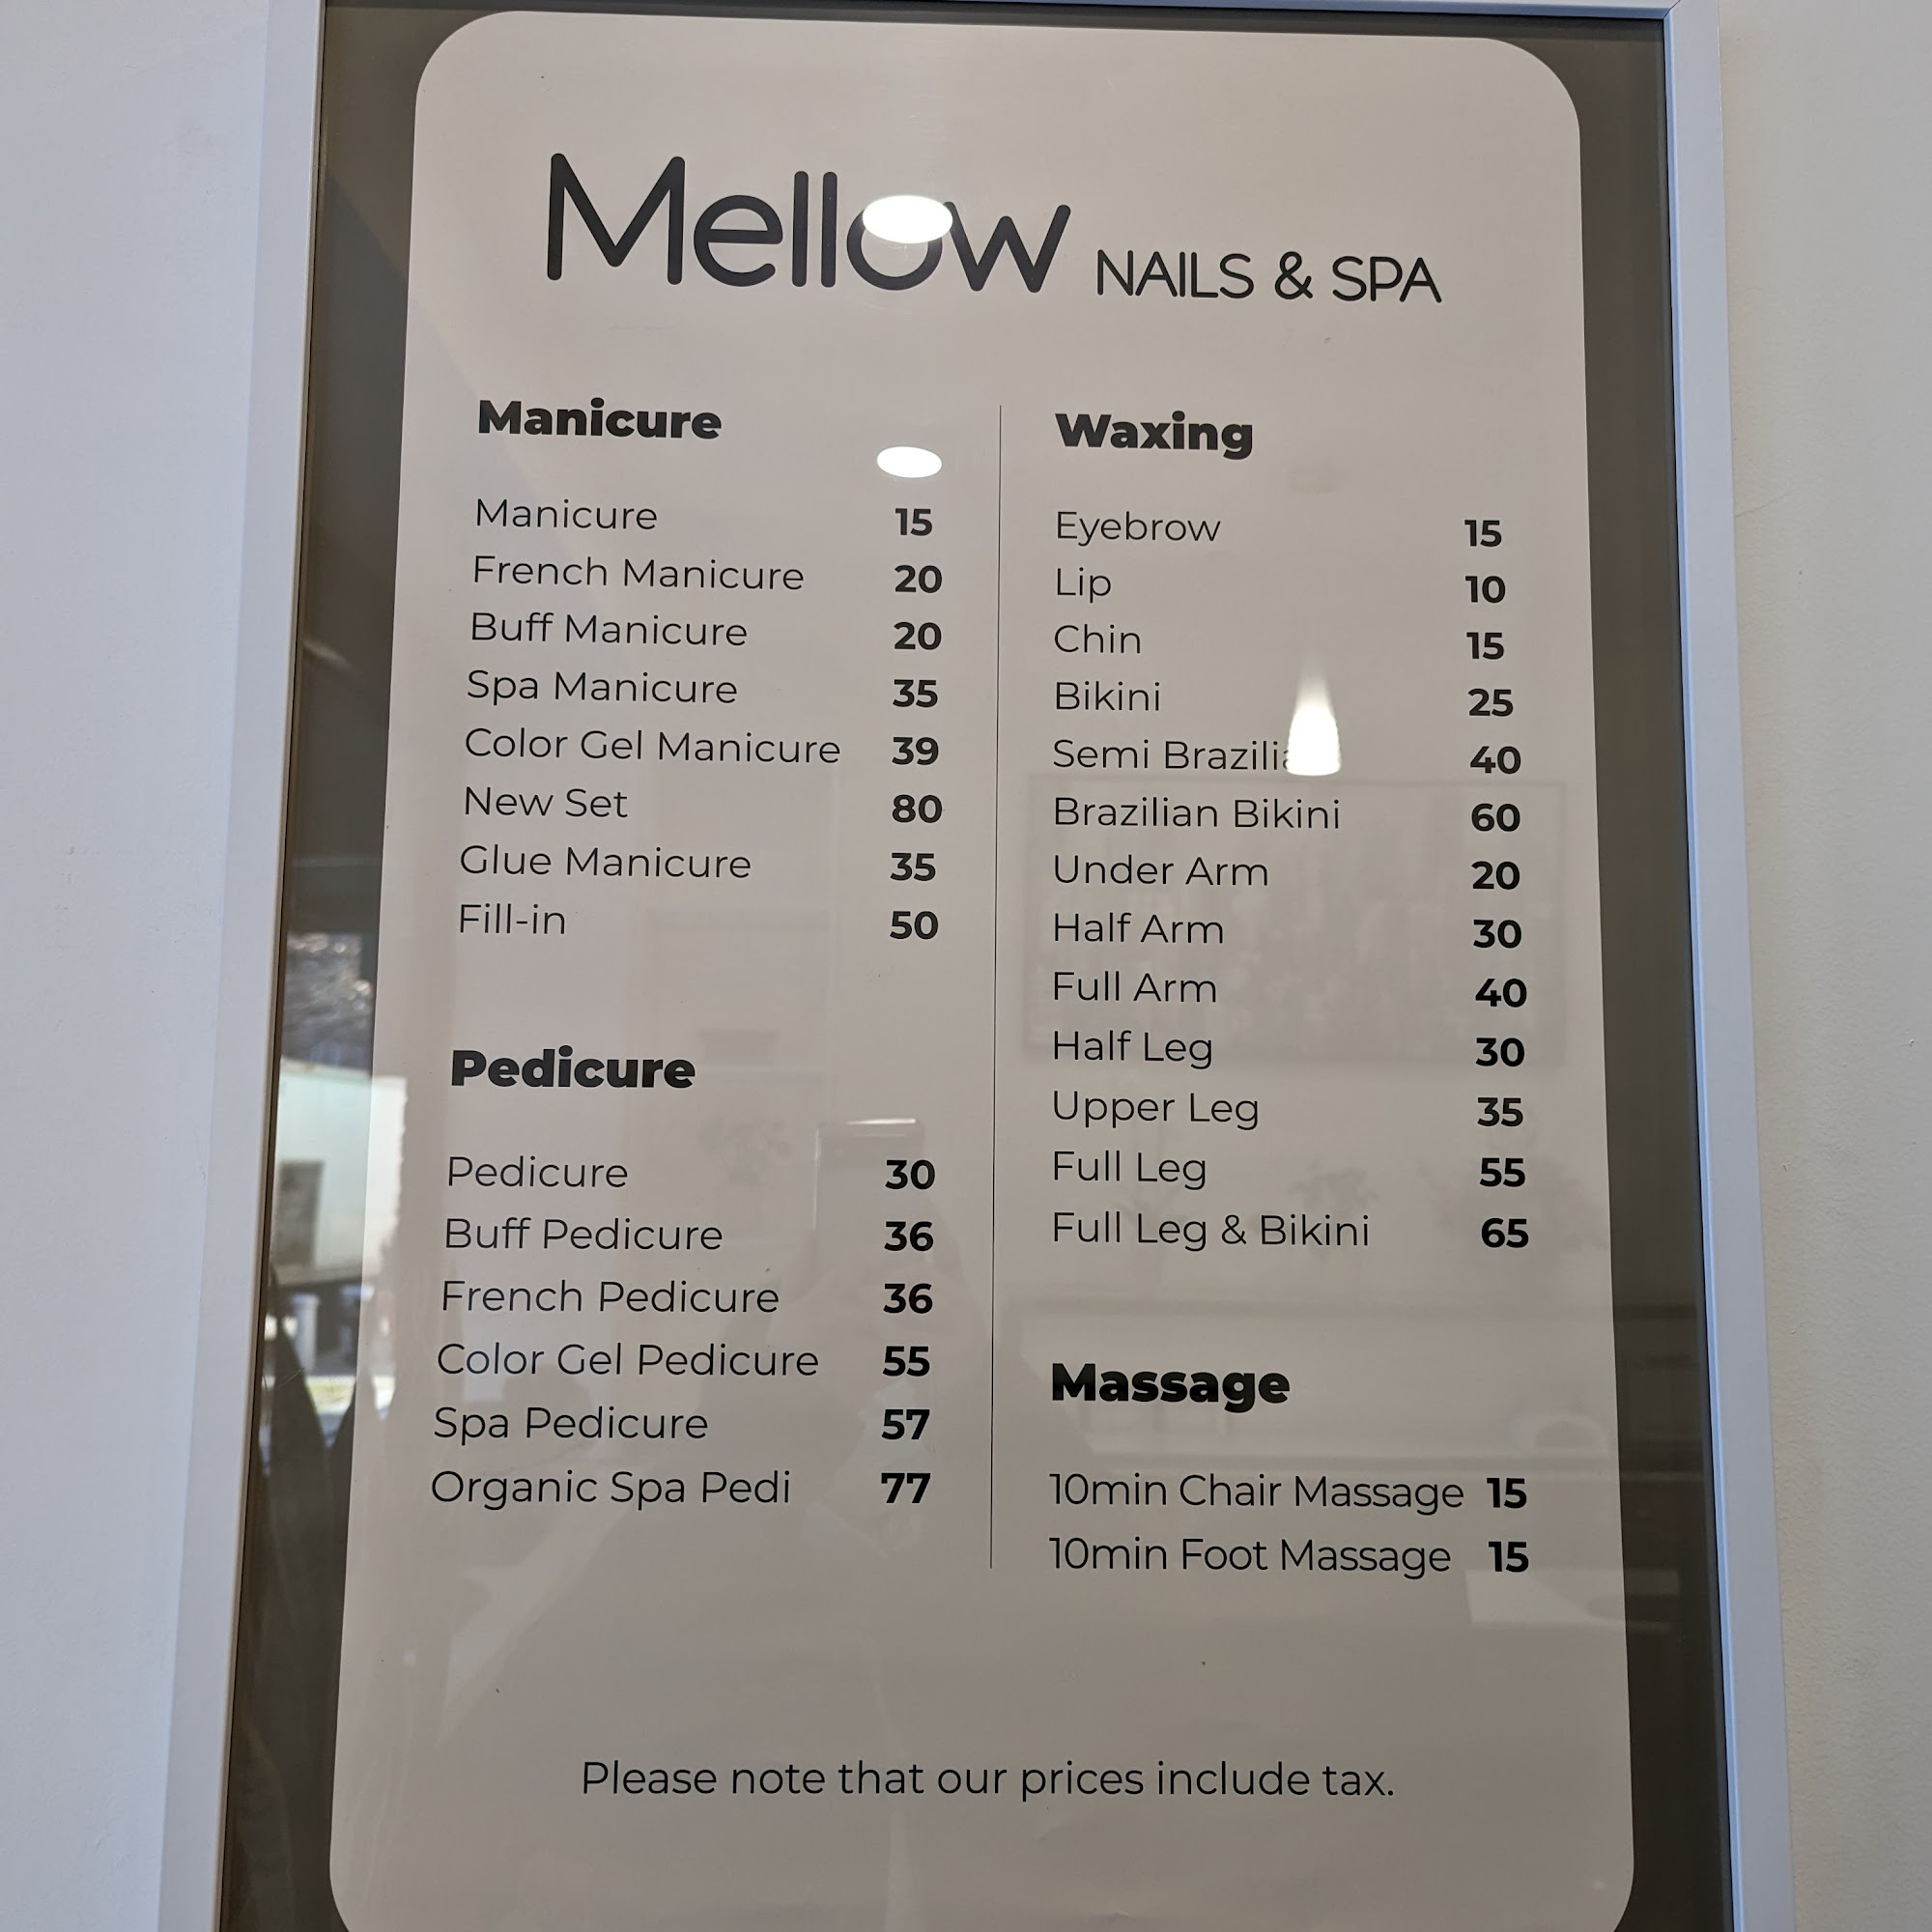 Mellow NAILS & SPA
Manicure
Manicure 15
French Manicure 20
Buff Manicure 20
Spa Manicure 35
Color Gel Manicure 39
New Set 80
Glue Manicure 35
Fill-in 50
Pedicure
Pedicure 30
Buff Pedicure 36
French Pedicure 36
Color Gel Pedicure 55
Spa Pedicure 57
Organic Spa Pedi 77
Waxing
Eyebrow 15
Lip 10
Chin 15
Bikini 25
Semi Brazilian 40
Brazilian Bikini 60
Under Arm 20
Half Arm 30
Full Arm 40
Half Leg 30
Upper Leg 35
Full Leg 55
Full Leg & Bikini 65
Massage
10min Chair Massage 15
10min Foot Massage 15
Please note that our prices include tax.